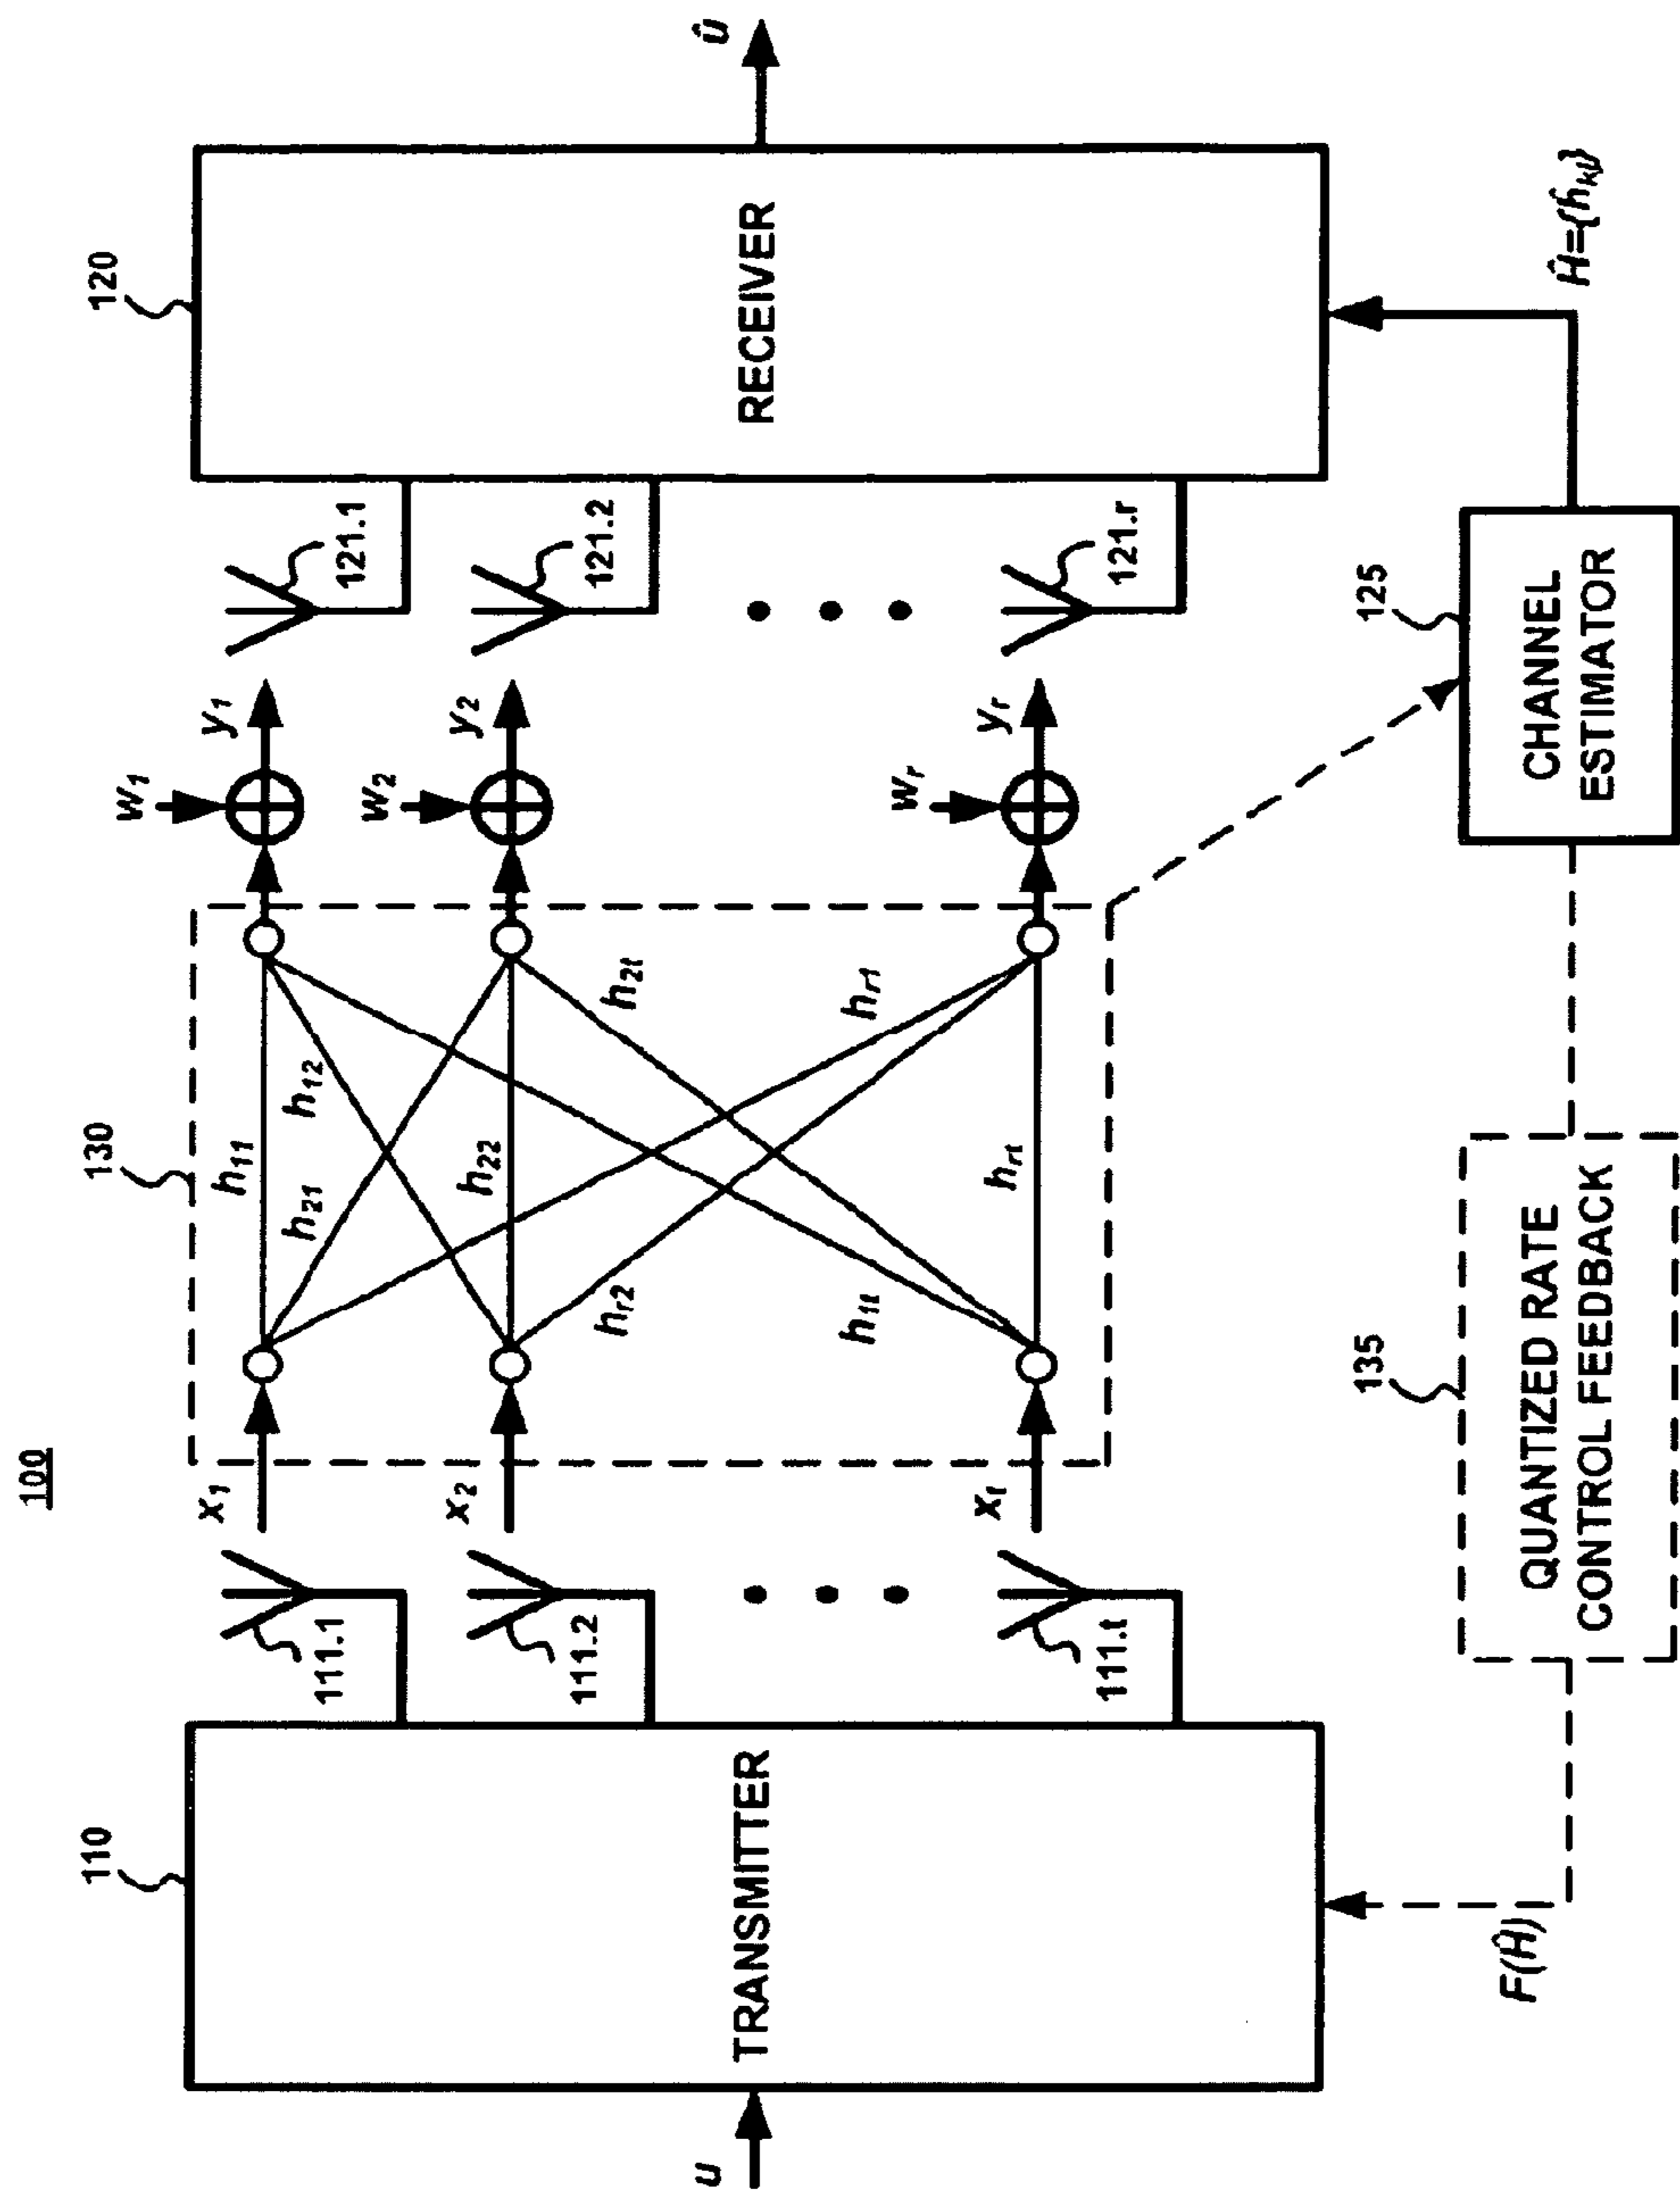 100
110
TRANSMITTER
u
111.1
111.2
111.t
x₁
x₂
xₜ
130
h₁₁
h₁₂
h₂₁
h₂₂
h₂ₜ
hᵣ₁
hᵣ₂
h₁ₜ
hᵣₜ
w₁
w₂
wᵣ
y₁
y₂
yᵣ
121.1
121.2
121.r
120
RECEIVER
û
125
CHANNEL
ESTIMATOR
Ĥ={ĥₖₗ}
135
QUANTIZED RATE
CONTROL FEEDBACK
F(Ĥ)